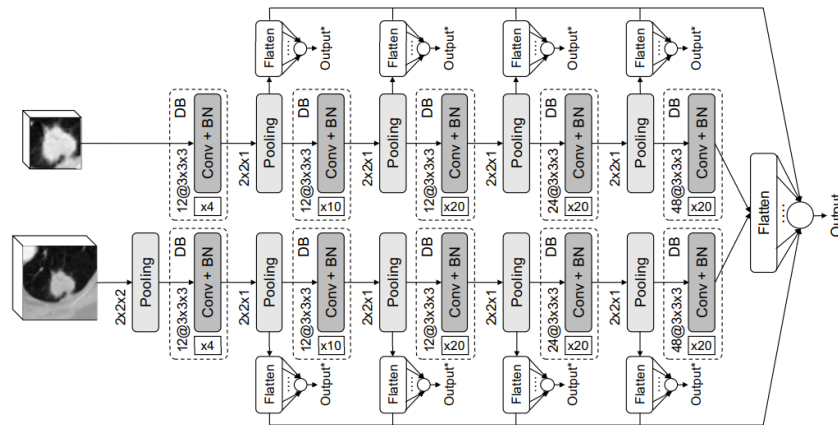 Flatten
Output*
Flatten
Output*
Flatten
Output*
Flatten
Output*
12@3x3x3
DB
Conv + BN
x4
2x2x1
Pooling
12@3x3x3
DB
Conv + BN
x10
2x2x1
Pooling
12@3x3x3
DB
Conv + BN
x20
2x2x1
Pooling
24@3x3x3
DB
Conv + BN
x20
2x2x1
Pooling
48@3x3x3
DB
Conv + BN
x20
2x2x2
Pooling
12@3x3x3
DB
Conv + BN
x4
2x2x1
Pooling
12@3x3x3
DB
Conv + BN
x10
2x2x1
Pooling
12@3x3x3
DB
Conv + BN
x20
2x2x1
Pooling
24@3x3x3
DB
Conv + BN
x20
2x2x1
Pooling
48@3x3x3
DB
Conv + BN
x20
Flatten
Output
Flatten
Output*
Flatten
Output*
Flatten
Output*
Flatten
Output*